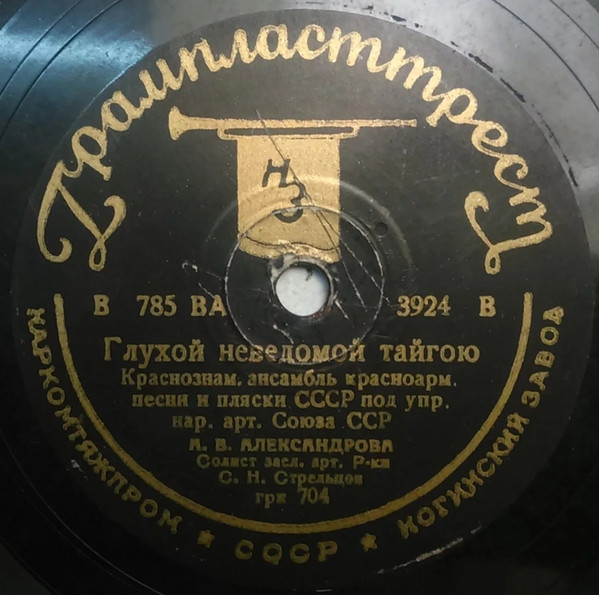 Грампласттрест
НЗ
В 785 ВА 3924 В
Глухой неведомой тайгою
Краснознам. ансамбль красноарм.
песни и пляски СССР под упр.
нар. арт. Союза ССР
А. В. АЛЕКСАНДРОВА
Солист засл. арт. Р-ки
С. Н. Стрельцов
грк 704
НАРКОМТЯЖПРОМ ★ СССР ★ НОГИНСКИЙ ЗАВОД